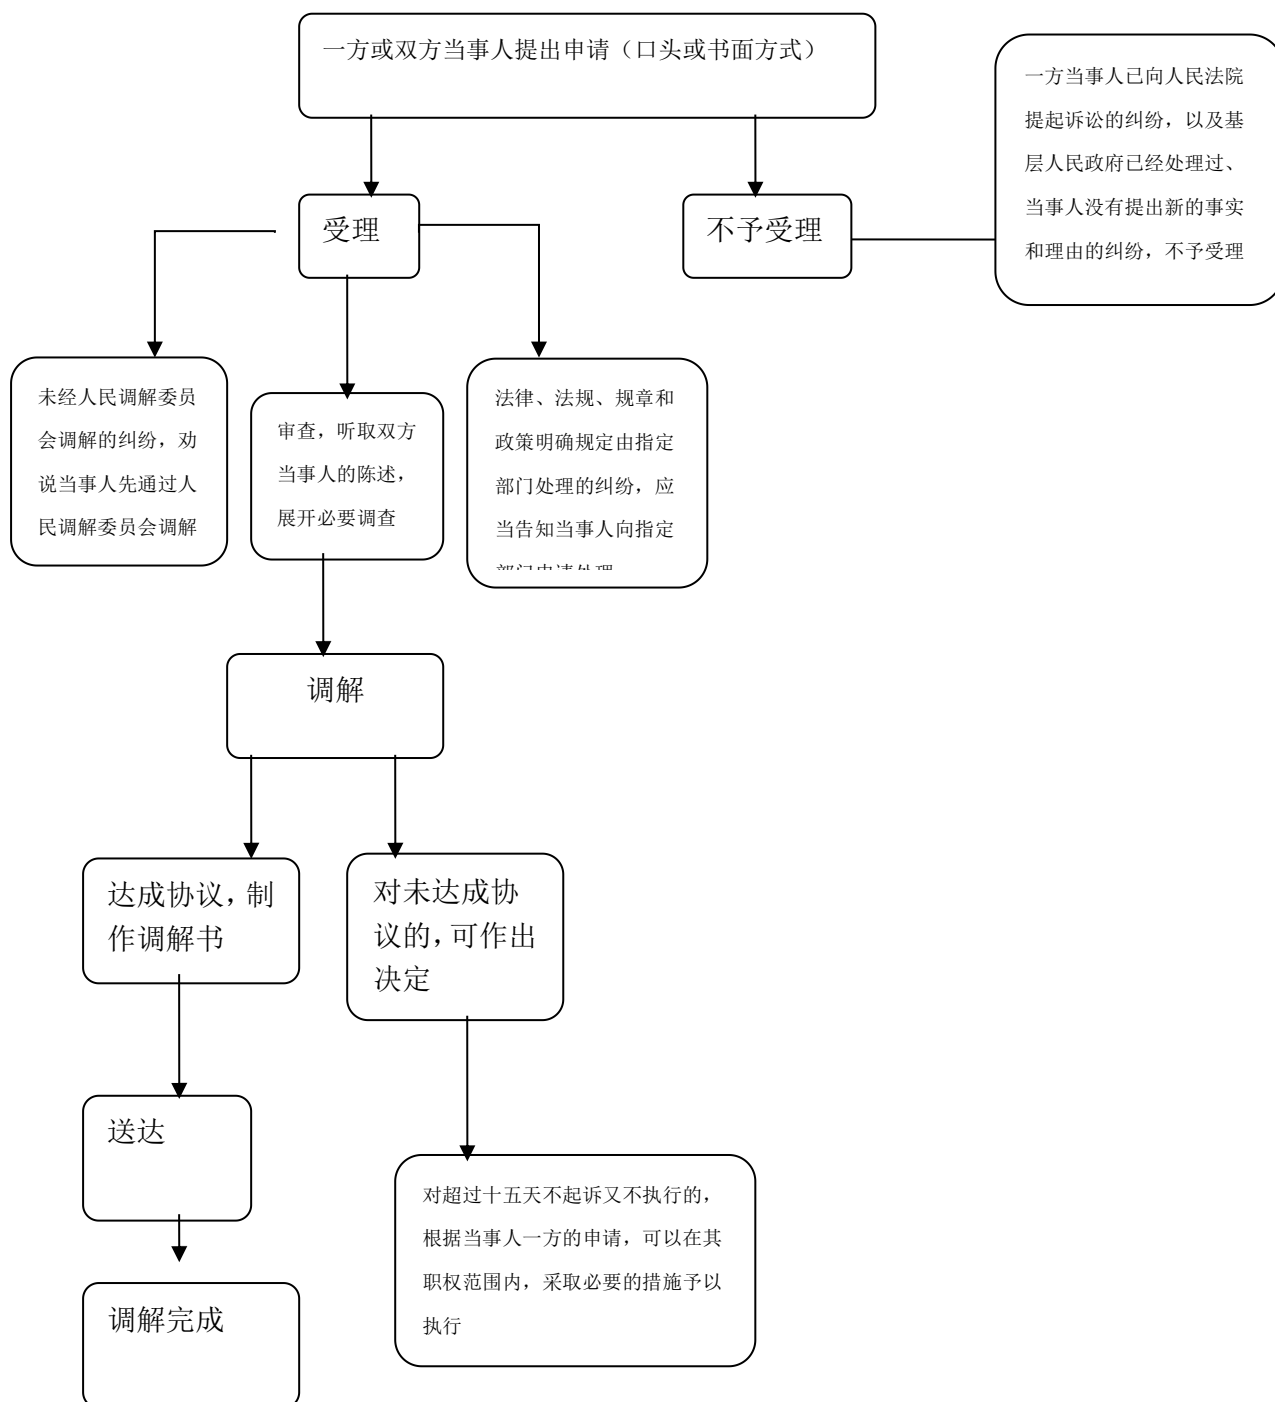 一方或双方当事人提出申请（口头或书面方式）
一方当事人已向人民法院
提起诉讼的纠纷，以及基
层人民政府已经处理过、
当事人没有提出新的事实
和理由的纠纷，不予受理
受理
不予受理
未经人民调解委员
会调解的纠纷，劝
说当事人先通过人
民调解委员会调解
审查，听取双方
当事人的陈述，
展开必要调查
法律、法规、规章和
政策明确规定由指定
部门处理的纠纷，应
当告知当事人向指定
部门申请处理
调解
达成协议，制
作调解书
对未达成协
议的，可作出
决定
送达
对超过十五天不起诉又不执行的，
根据当事人一方的申请，可以在其
职权范围内，采取必要的措施予以
执行
调解完成